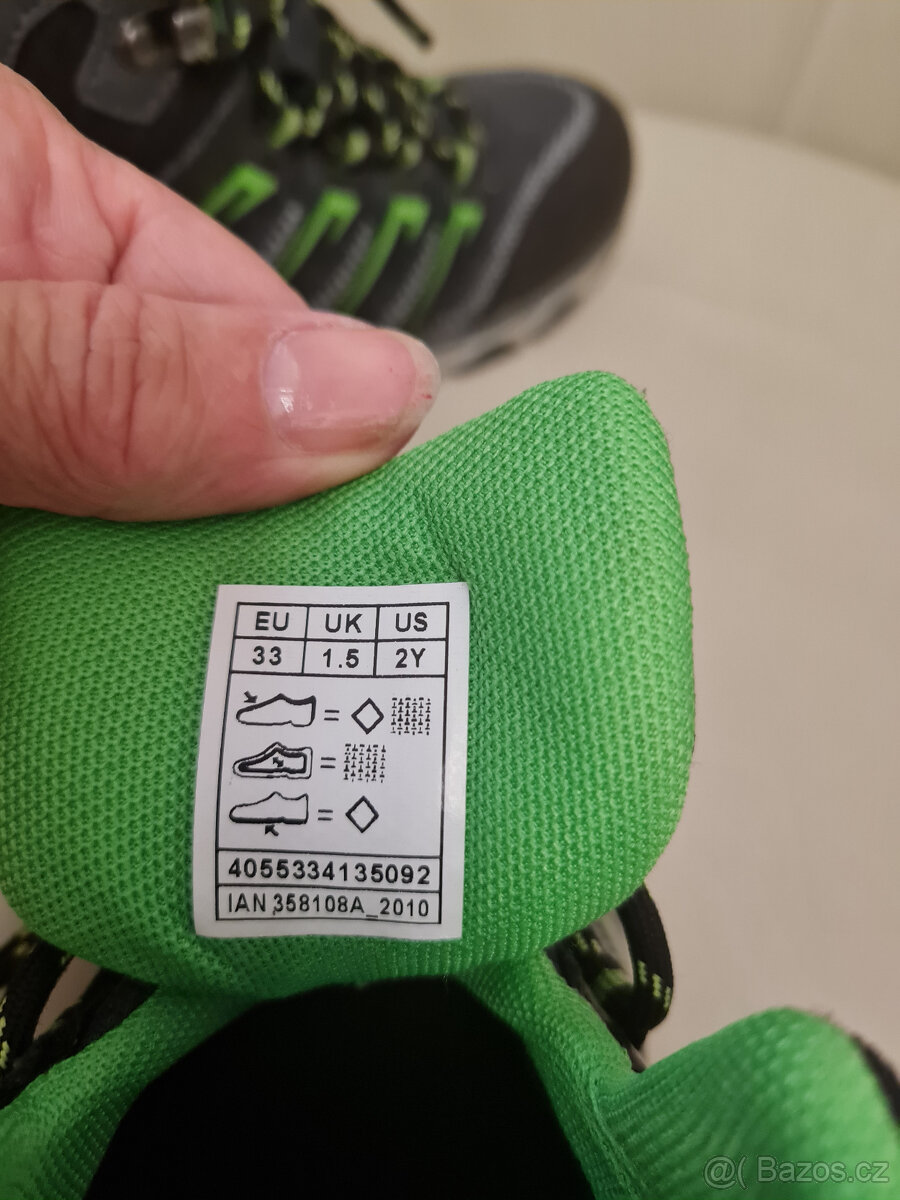 EU UK US
33 1.5 2Y
=
=
=
4055334135092
IAN 358108A_2010
@( Bazos.cz